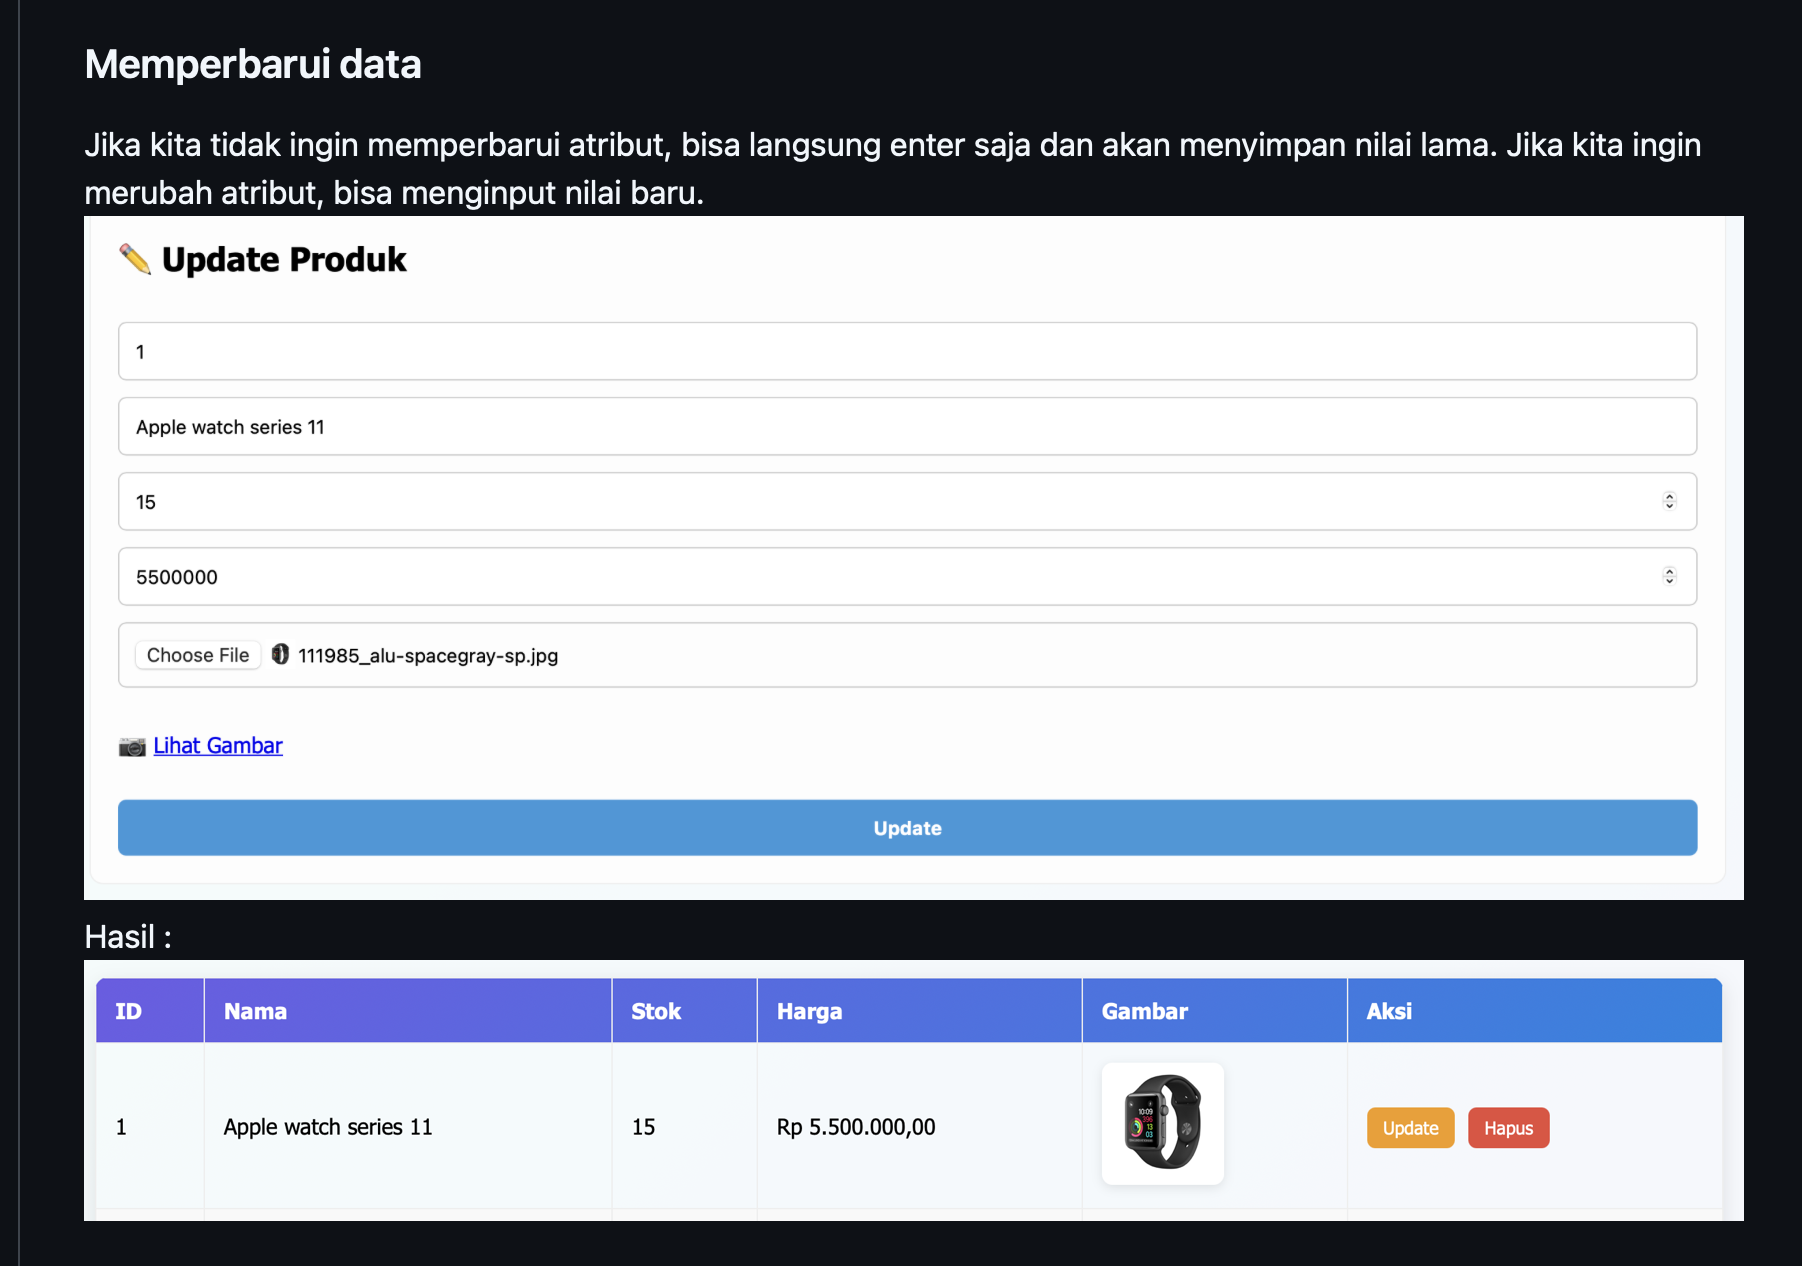 Memperbarui data
Jika kita tidak ingin memperbarui atribut, bisa langsung enter saja dan akan menyimpan nilai lama. Jika kita ingin
merubah atribut, bisa menginput nilai baru.
✏️ Update Produk
1
Apple watch series 11
15
5500000
Choose File 111985_alu-spacegray-sp.jpg
📷 Lihat Gambar
Update
Hasil :
ID Nama Stok Harga Gambar Aksi
10:09
1 Apple watch series 11 15 Rp 5.500.000,00 Update Hapus